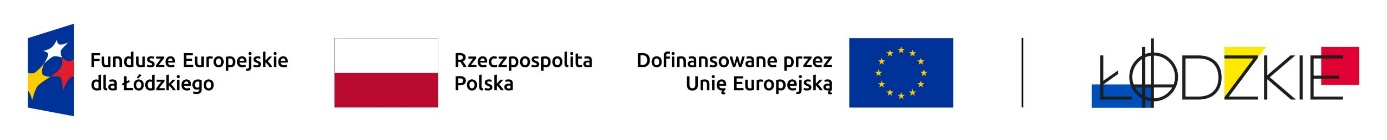 Fundusze Europejskie
dla Łódzkiego
Rzeczpospolita
Polska
Dofinansowane przez
Unię Europejską
ŁÓDZKIE